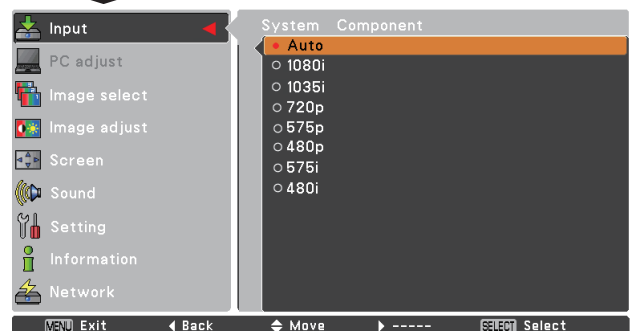 Input
PC adjust
Image select
Image adjust
Screen
Sound
Setting
Information
Network
System Component
Auto
1080i
1035i
720p
575p
480p
575i
480i
MENU Exit Back Move ----- SELECT Select